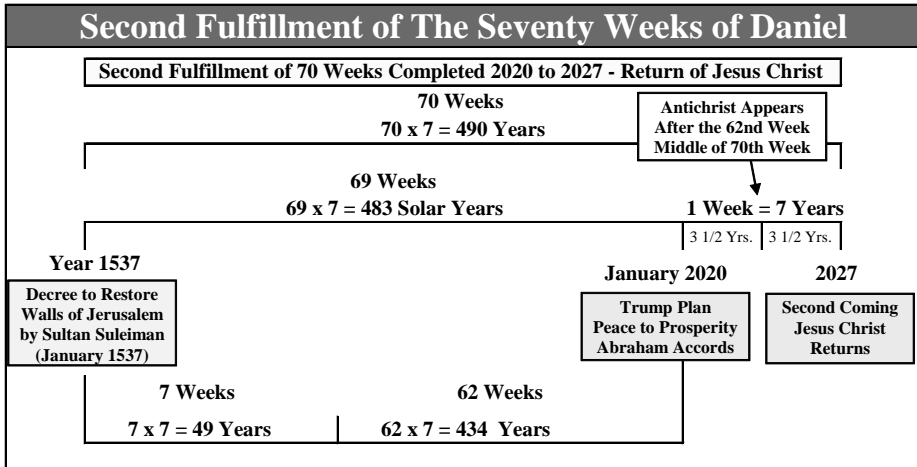 Second Fulfillment of The Seventy Weeks of Daniel
Second Fulfillment of 70 Weeks Completed 2020 to 2027 - Return of Jesus Christ
70 Weeks
70 x 7 = 490 Years
Antichrist Appears
After the 62nd Week
Middle of 70th Week
69 Weeks
69 x 7 = 483 Solar Years
1 Week = 7 Years
3 1/2 Yrs.
3 1/2 Yrs.
Year 1537
Decree to Restore
Walls of Jerusalem
by Sultan Suleiman
(January 1537)
January 2020
Trump Plan
Peace to Prosperity
Abraham Accords
2027
Second Coming
Jesus Christ
Returns
7 Weeks
7 x 7 = 49 Years
62 Weeks
62 x 7 = 434 Years